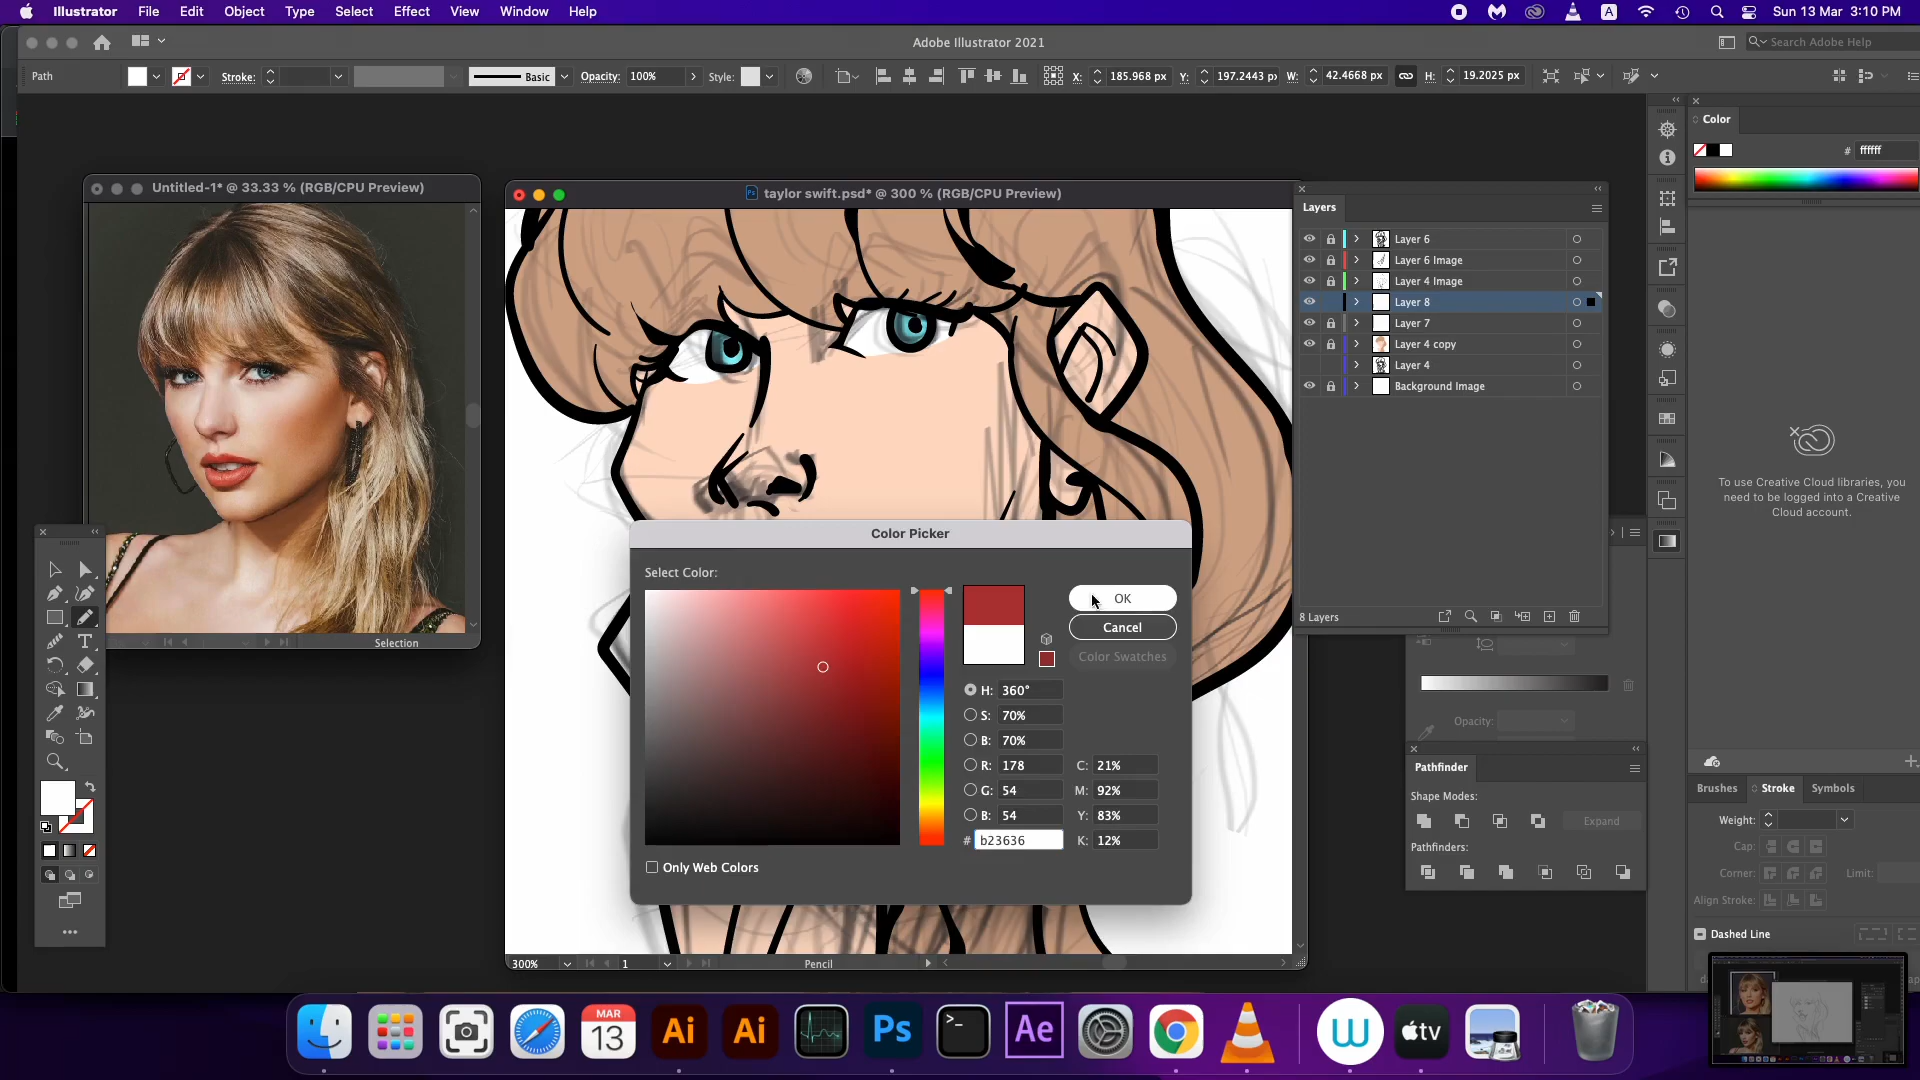 Illustrator File Edit Object Type Select Effect View Window Help
A Sun 13 Mar 3:10 PM
Adobe Illustrator 2021
Search Adobe Help
Path Stroke: Basic Opacity: 100% Style: X: 185.968 px Y: 197.2443 px W: 42.4668 px H: 19.2025 px
Untitled-1* @ 33.33 % (RGB/CPU Preview)
taylor swift.psd* @ 300 % (RGB/CPU Preview)
Selection
300% 1 Pencil
Layers
Layer 6
Layer 6 Image
Layer 4 Image
Layer 8
Layer 7
Layer 4 copy
Layer 4
Background Image
8 Layers
Color
# ffffff
To use Creative Cloud libraries, you
need to be logged into a Creative
Cloud account.
Color Picker
Select Color:
OK
Cancel
Color Swatches
H: 360°
S: 70%
B: 70%
R: 178 C: 21%
G: 54 M: 92%
B: 54 Y: 83%
# b23636 K: 12%
Only Web Colors
Opacity:
Pathfinder
Shape Modes:
Expand
Pathfinders:
Brushes Stroke Symbols
Weight:
Cap:
Corner: Limit:
Align Stroke:
Dashed Line
MAR
13
Ai
Ai
Ps
Ae
W
tv